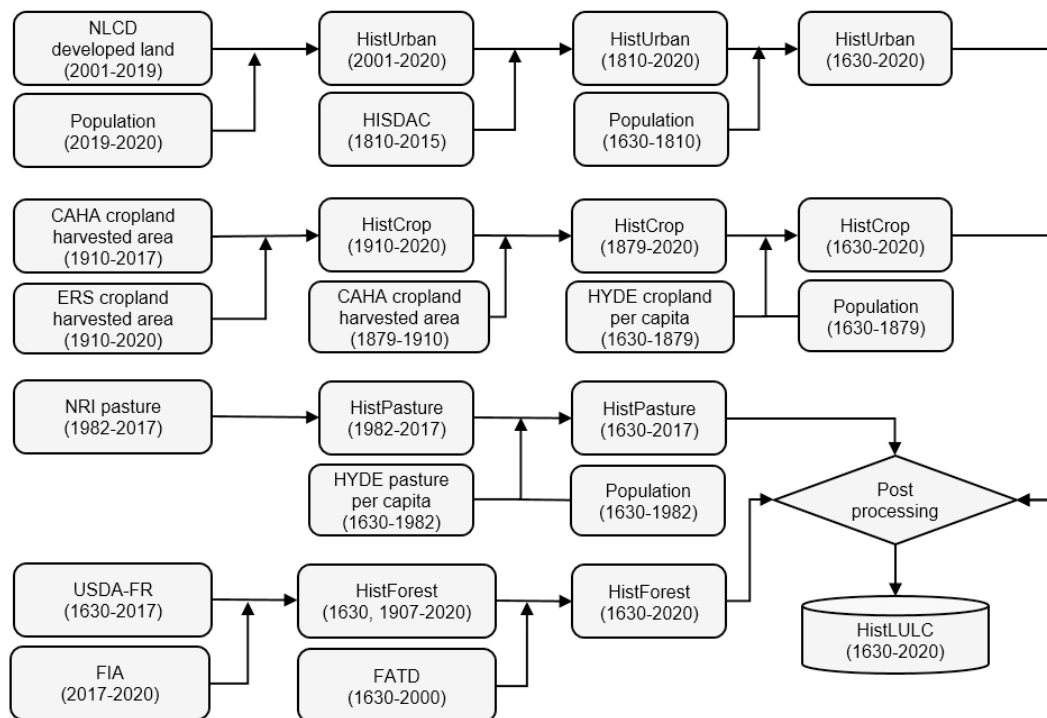 NLCD
developed land
(2001-2019)
HistUrban
(2001-2020)
HistUrban
(1810-2020)
HistUrban
(1630-2020)
Population
(2019-2020)
HISDAC
(1810-2015)
Population
(1630-1810)
CAHA cropland
harvested area
(1910-2017)
HistCrop
(1910-2020)
HistCrop
(1879-2020)
HistCrop
(1630-2020)
ERS cropland
harvested area
(1910-2020)
CAHA cropland
harvested area
(1879-1910)
HYDE cropland
per capita
(1630-1879)
Population
(1630-1879)
NRI pasture
(1982-2017)
HistPasture
(1982-2017)
HistPasture
(1630-2017)
HYDE pasture
per capita
(1630-1982)
Population
(1630-1982)
Post
processing
USDA-FR
(1630-2017)
HistForest
(1630, 1907-2020)
HistForest
(1630-2020)
HistLULC
(1630-2020)
FIA
(2017-2020)
FATD
(1630-2000)